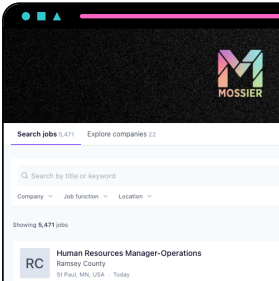 MOSSIER
Search jobs 5,471 Explore companies 22
Search by title or keyword
Company Job function Location
Showing 5,471 jobs
RC
Human Resources Manager-Operations
Ramsey County
St Paul, MN, USA · Today